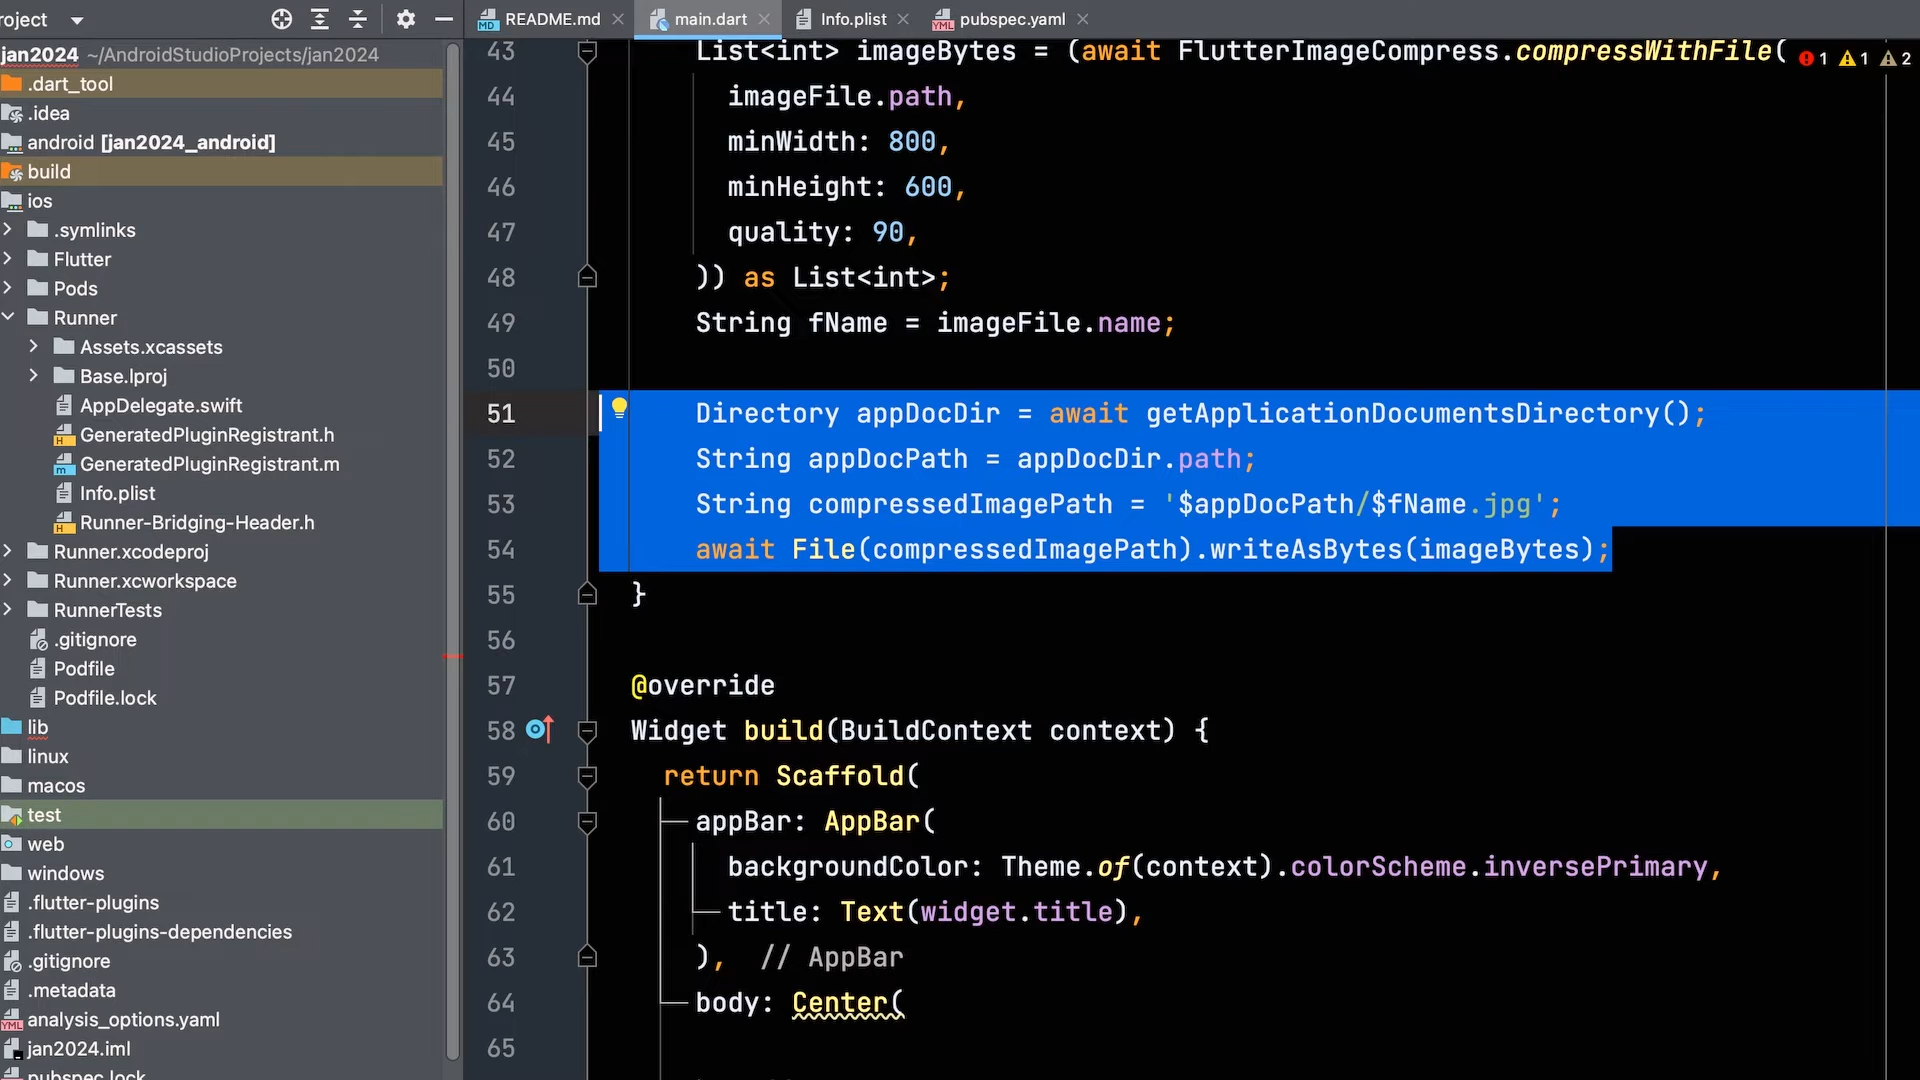 roject
jan2024 ~/AndroidStudioProjects/jan2024
.dart_tool
.idea
android [jan2024_android]
build
ios
.symlinks
Flutter
Pods
Runner
Assets.xcassets
Base.lproj
AppDelegate.swift
GeneratedPluginRegistrant.h
GeneratedPluginRegistrant.m
Info.plist
Runner-Bridging-Header.h
Runner.xcodeproj
Runner.xcworkspace
RunnerTests
.gitignore
Podfile
Podfile.lock
lib
linux
macos
test
web
windows
.flutter-plugins
.flutter-plugins-dependencies
.gitignore
.metadata
analysis_options.yaml
jan2024.iml
pubspec.lock
README.md main.dart Info.plist pubspec.yaml
43 List<int> imageBytes = (await FlutterImageCompress.compressWithFile( 1 1 2
44 imageFile.path,
45 minWidth: 800,
46 minHeight: 600,
47 quality: 90,
48 )) as List<int>;
49 String fName = imageFile.name;
50
51 Directory appDocDir = await getApplicationDocumentsDirectory();
52 String appDocPath = appDocDir.path;
53 String compressedImagePath = '$appDocPath/$fName.jpg';
54 await File(compressedImagePath).writeAsBytes(imageBytes);
55 }
56
57 @override
58 Widget build(BuildContext context) {
59 return Scaffold(
60 appBar: AppBar(
61 backgroundColor: Theme.of(context).colorScheme.inversePrimary,
62 title: Text(widget.title),
63 ), // AppBar
64 body: Center(
65